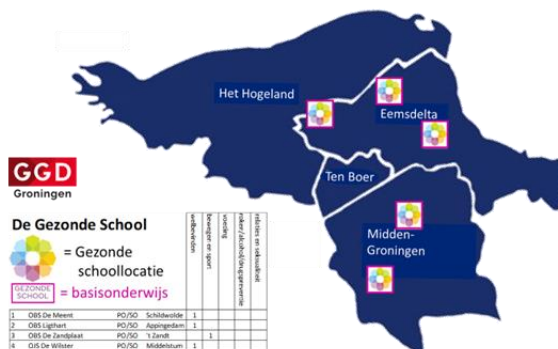 Het Hogeland
Eemsdelta
Ten Boer
Midden-
Groningen
GGD
Groningen
De Gezonde School
= Gezonde
schoollocatie
GEZONDE
SCHOOL
= basisonderwijs
welbevinden
bewegen en sport
voeding
roken/alcohol/drugspreventie
relaties en seksualiteit
1 OBS De Meent PO/SO Schildwolde 1
2 OBS Ligthart PO/SO Appingedam 1
3 OBS De Zandplaat PO/SO 't Zandt 1
4 OJS De Wilster PO/SO Middelstum 1